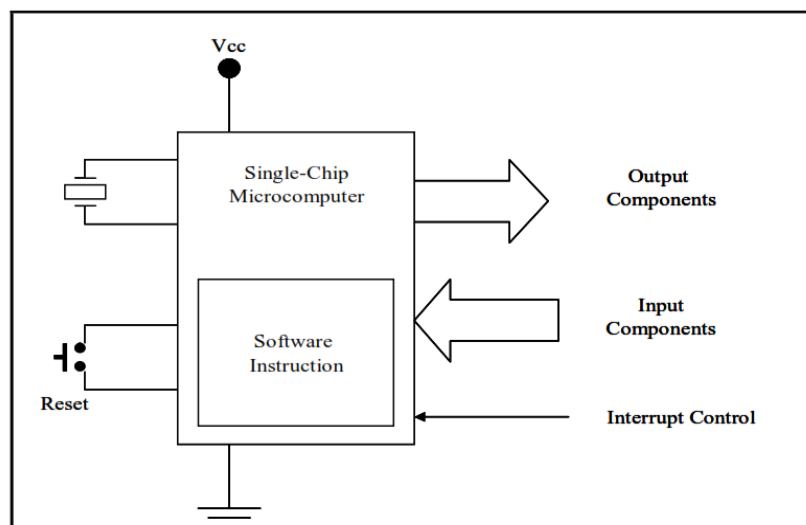 Vcc
Single-Chip
Microcomputer
Output
Components
Input
Components
Software
Instruction
Reset
Interrupt Control